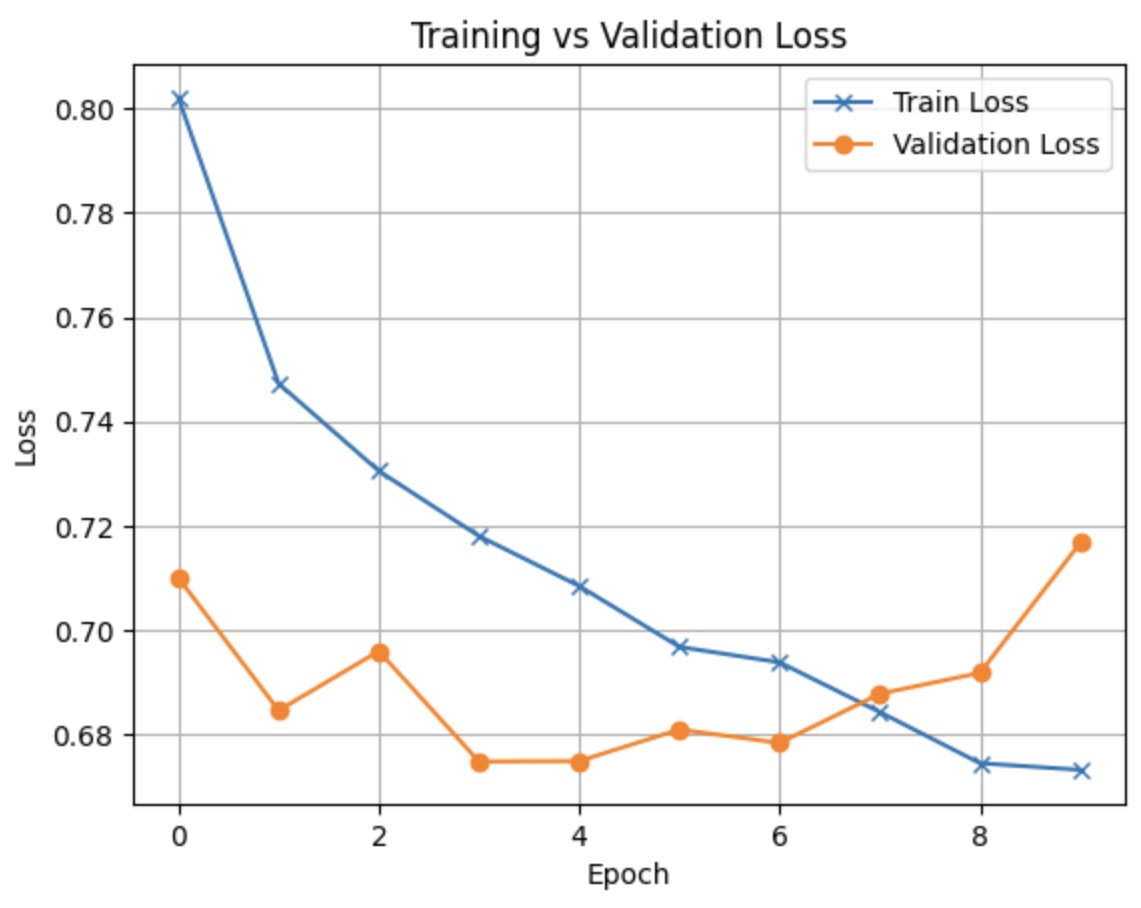 Training vs Validation Loss
Train Loss
Validation Loss
0.80
0.78
0.76
0.74
0.72
0.70
0.68
Loss
0 2 4 6 8
Epoch